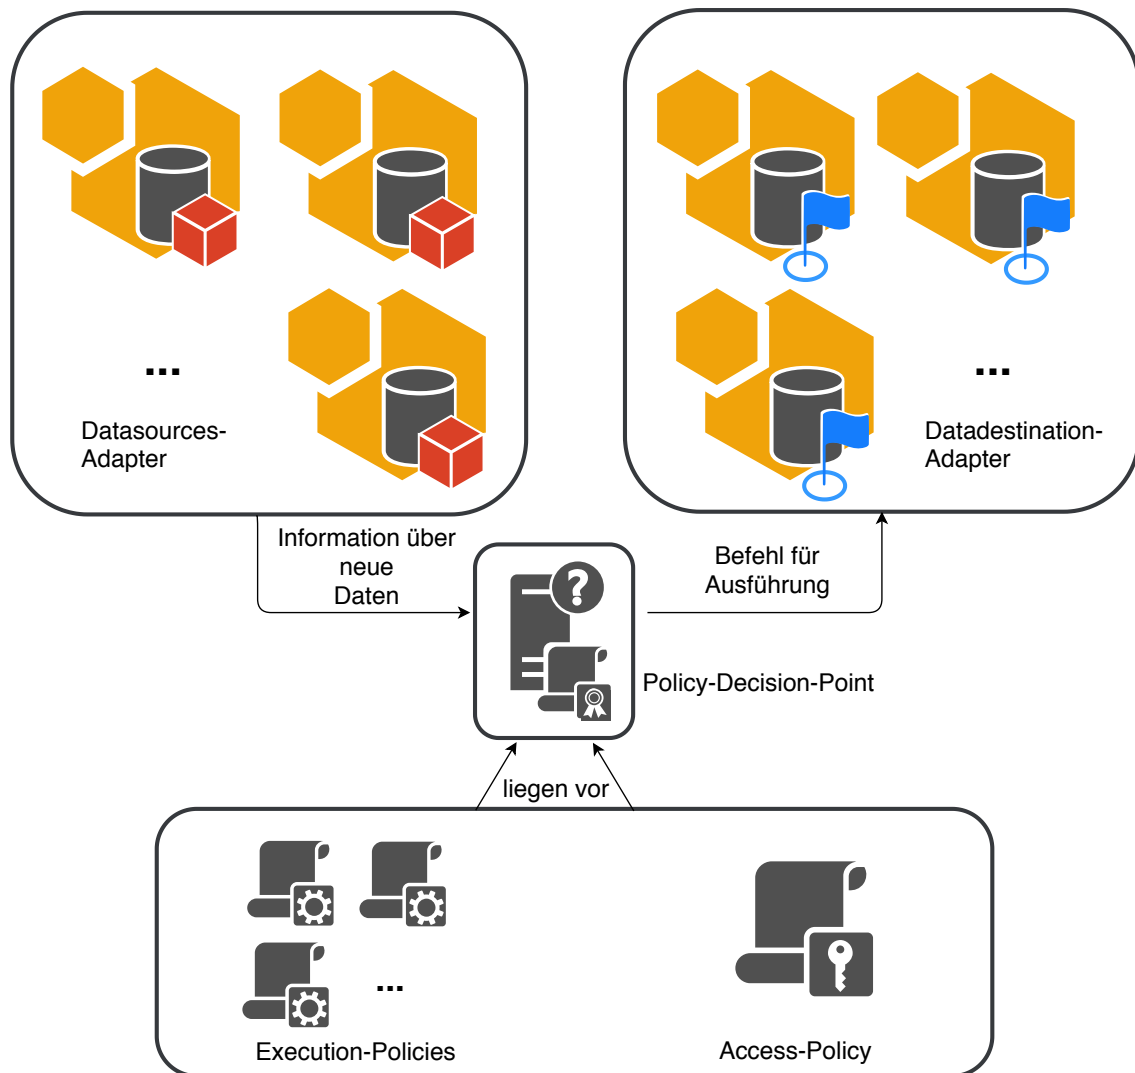 ...
Datasources-
Adapter
...
Datadestination-
Adapter
Information über
neue
Daten
Befehl für
Ausführung
?
Policy-Decision-Point
liegen vor
...
Execution-Policies
Access-Policy